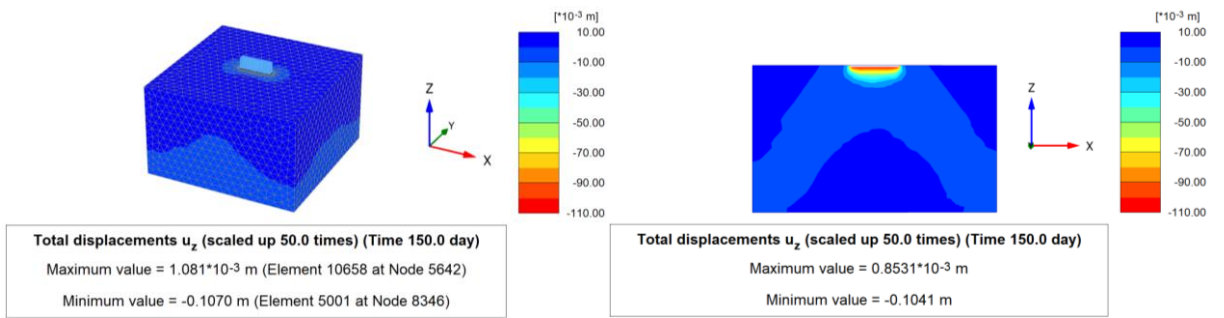 [*10⁻³ m]
10.00
-10.00
-30.00
-50.00
-70.00
-90.00
-110.00
Z
Y
X
Total displacements u_z (scaled up 50.0 times) (Time 150.0 day)
Maximum value = 1.081*10⁻³ m (Element 10658 at Node 5642)
Minimum value = -0.1070 m (Element 5001 at Node 8346)
[*10⁻³ m]
10.00
-10.00
-30.00
-50.00
-70.00
-90.00
-110.00
Z
X
Total displacements u_z (scaled up 50.0 times) (Time 150.0 day)
Maximum value = 0.8531*10⁻³ m
Minimum value = -0.1041 m